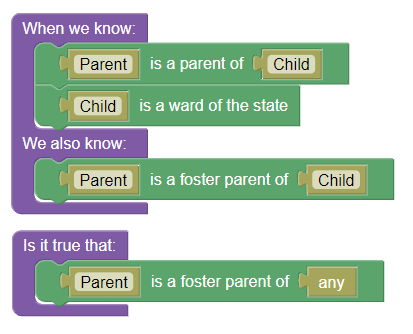 When we know:
Parent is a parent of Child
Child is a ward of the state
We also know:
Parent is a foster parent of Child
Is it true that:
Parent is a foster parent of any